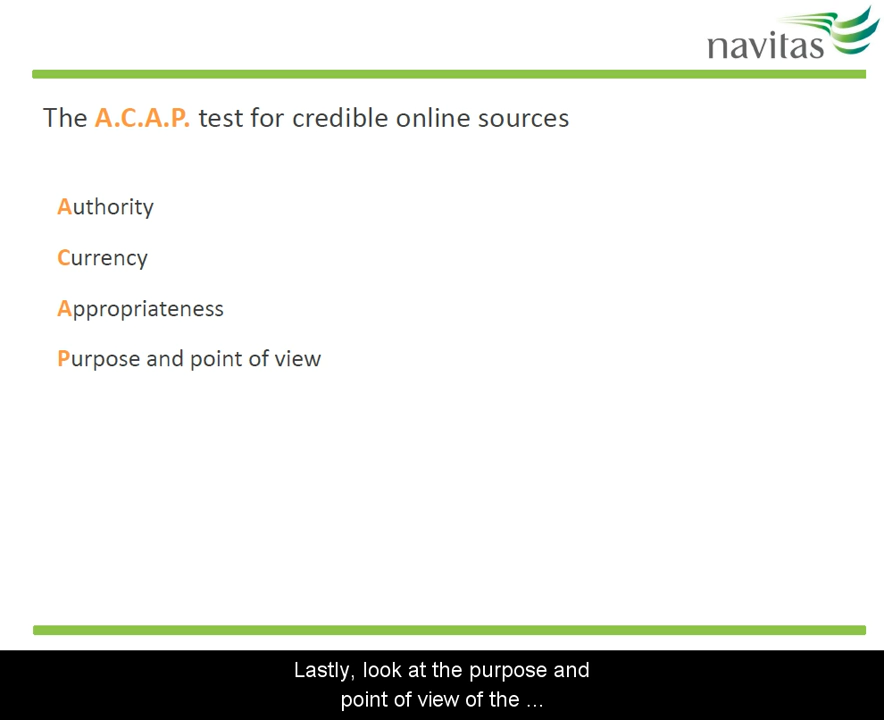 navitas
The A.C.A.P. test for credible online sources
Authority
Currency
Appropriateness
Purpose and point of view
Lastly, look at the purpose and
point of view of the ...